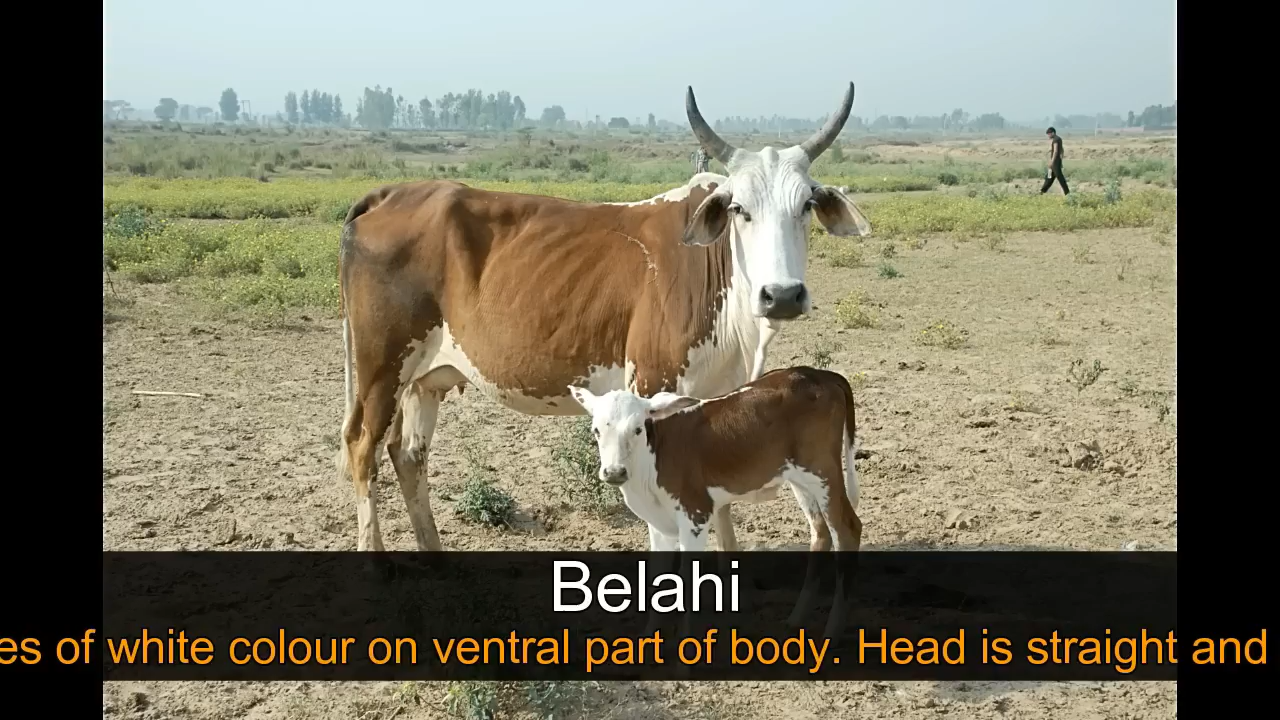 Belahi
es of white colour on ventral part of body. Head is straight and